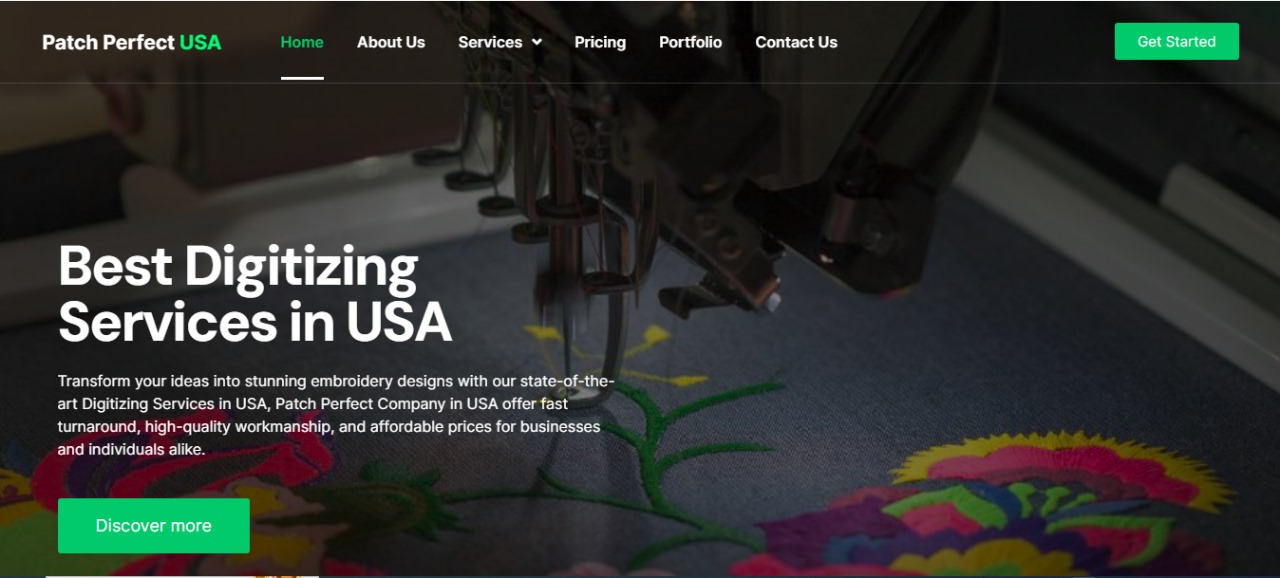 Patch Perfect USA
Home
About Us
Services
Pricing
Portfolio
Contact Us
Get Started
Best Digitizing
Services in USA
Transform your ideas into stunning embroidery designs with our state-of-the-
art Digitizing Services in USA, Patch Perfect Company in USA offer fast
turnaround, high-quality workmanship, and affordable prices for businesses
and individuals alike.
Discover more